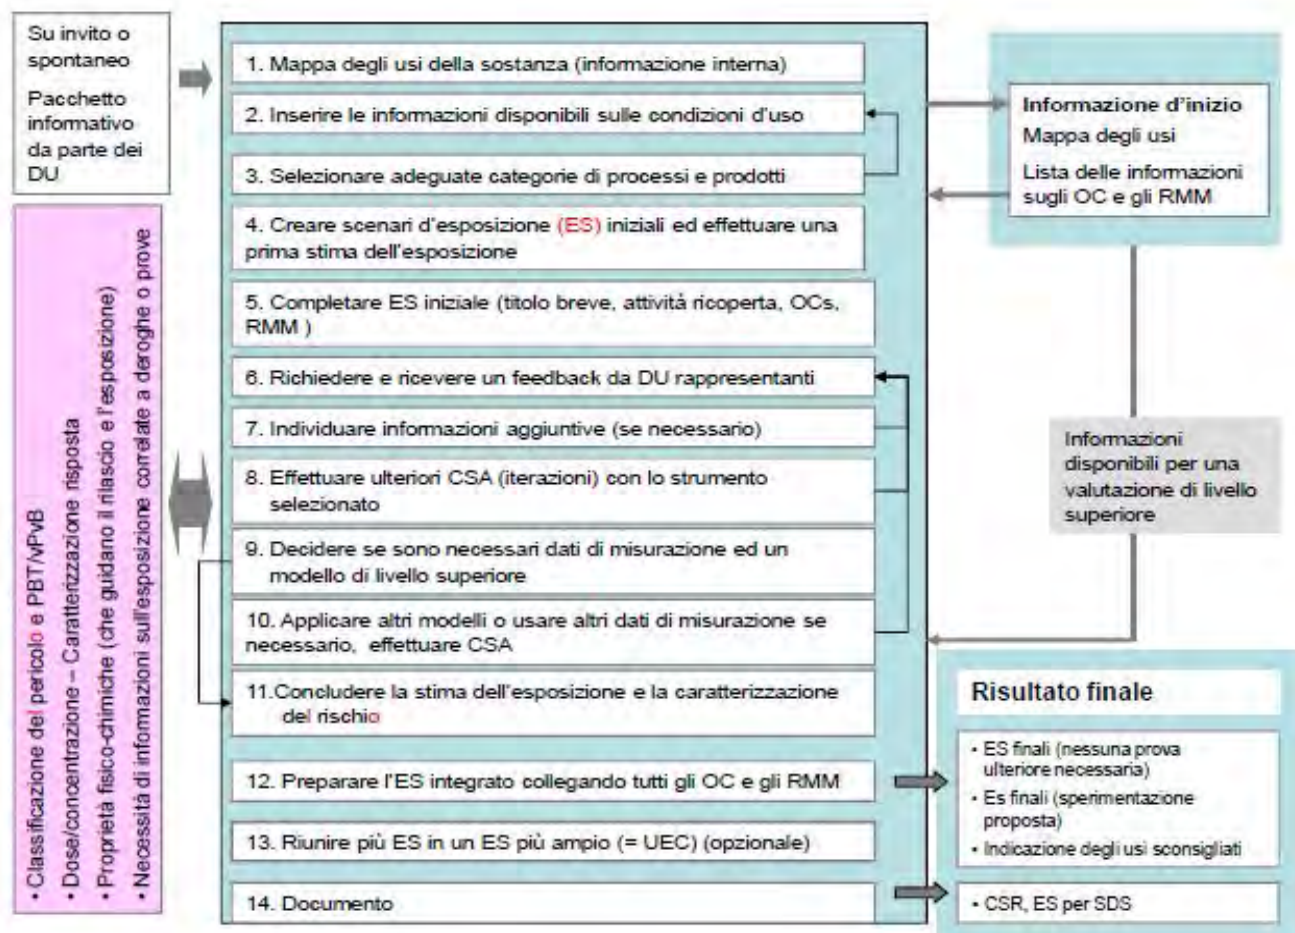 Su invito o
spontaneo
Pacchetto
informativo
da parte dei
DU
• Classificazione del pericolo e PBT/vPvB
• Dose/concentrazione – Caratterizzazione risposta
• Proprietà fisico-chimiche (che guidano il rilascio e l'esposizione)
• Necessità di informazioni sull'esposizione correlate a deroghe o prove
1. Mappa degli usi della sostanza (informazione interna)
2. Inserire le informazioni disponibili sulle condizioni d'uso
3. Selezionare adeguate categorie di processi e prodotti
4. Creare scenari d'esposizione (ES) iniziali ed effettuare una
prima stima dell'esposizione
5. Completare ES iniziale (titolo breve, attività ricoperta, OCs,
RMM )
6. Richiedere e ricevere un feedback da DU rappresentanti
7. Individuare informazioni aggiuntive (se necessario)
8. Effettuare ulteriori CSA (iterazioni) con lo strumento
selezionato
9. Decidere se sono necessari dati di misurazione ed un
modello di livello superiore
10. Applicare altri modelli o usare altri dati di misurazione se
necessario, effettuare CSA
11.Concludere la stima dell'esposizione e la caratterizzazione
del rischio
12. Preparare l'ES integrato collegando tutti gli OC e gli RMM
13. Riunire più ES in un ES più ampio (= UEC) (opzionale)
14. Documento
Informazione d'inizio
Mappa degli usi
Lista delle informazioni
sugli OC e gli RMM
Informazioni
disponibili per una
valutazione di livello
superiore
Risultato finale
• ES finali (nessuna prova
ulteriore necessaria)
• Es finali (sperimentazione
proposta)
• Indicazione degli usi sconsigliati
• CSR, ES per SDS